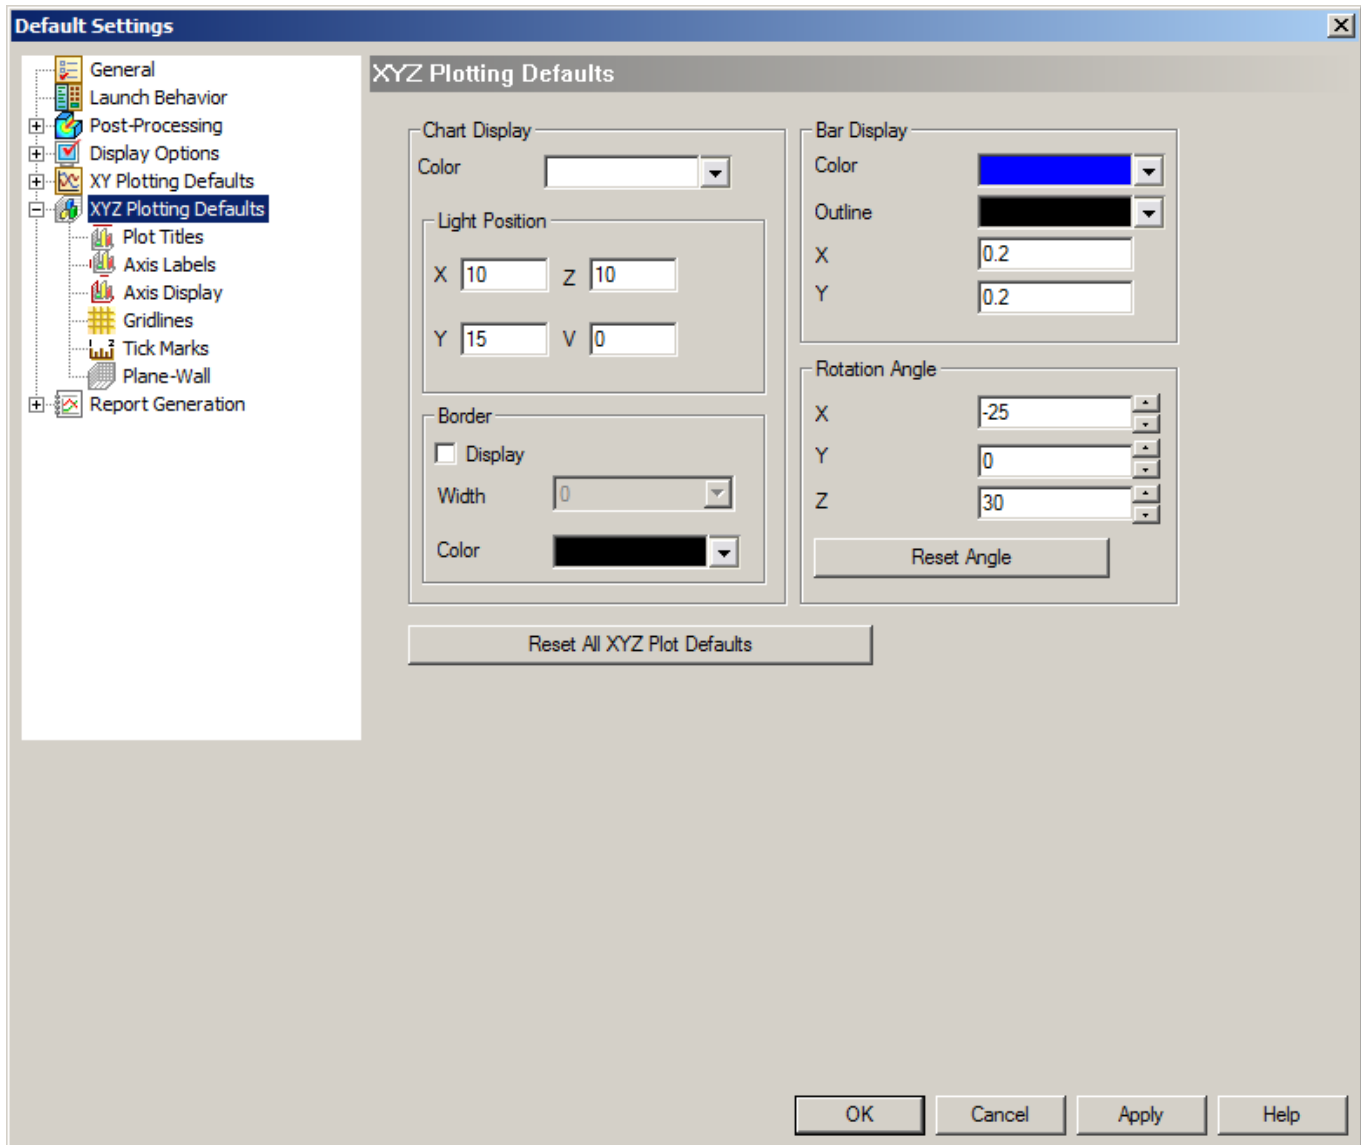 Default Settings
General
Launch Behavior
Post-Processing
Display Options
XY Plotting Defaults
XYZ Plotting Defaults
Plot Titles
Axis Labels
Axis Display
Gridlines
Tick Marks
Plane-Wall
Report Generation
XYZ Plotting Defaults
Chart Display
Color
Light Position
X 10 Z 10
Y 15 V 0
Border
Display
Width 0
Color
Bar Display
Color
Outline
X 0.2
Y 0.2
Rotation Angle
X -25
Y 0
Z 30
Reset Angle
Reset All XYZ Plot Defaults
OK Cancel Apply Help